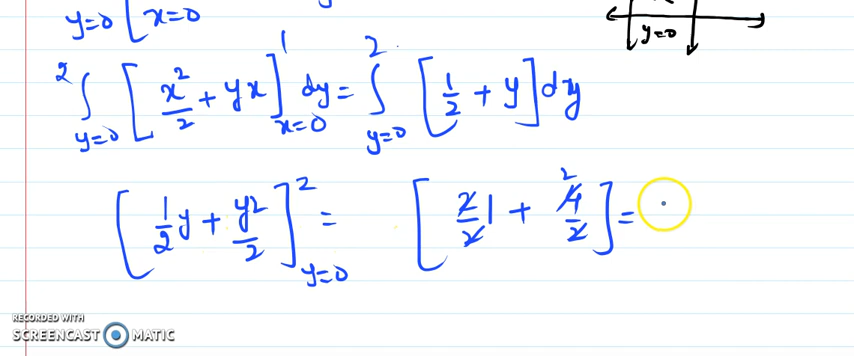 y=0 [ x=0
y=0
2 ∫ y=0 [ x²/2 + yx ] 1 x=0 dy = 2 ∫ y=0 [ 1/2 + y ] dy
[ 1/2 y + y²/2 ] 2 y=0 = [ 2/2 1 + 2 4/2 ] =
RECORDED WITH
SCREENCAST MATIC